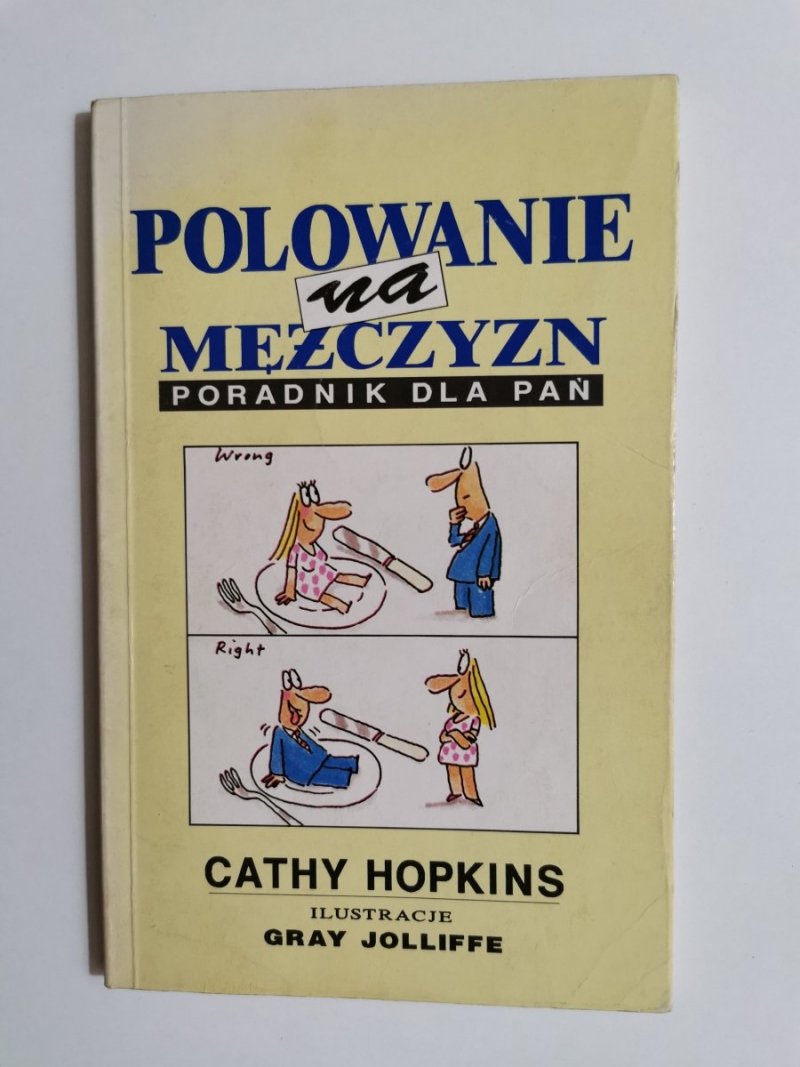 POLOWANIE
na
MĘŻCZYZN
PORADNIK DLA PAŃ
Wrong
Right
CATHY HOPKINS
ILUSTRACJE
GRAY JOLLIFFE